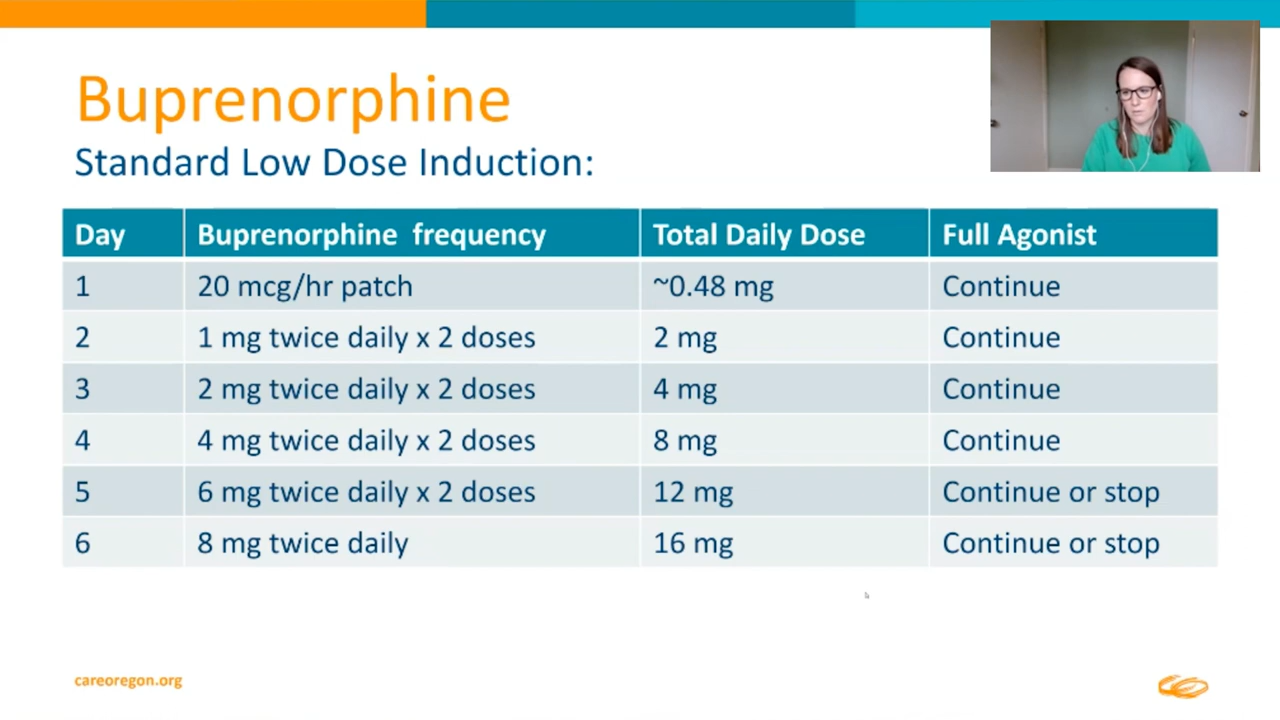 Buprenorphine
Standard Low Dose Induction:
Day Buprenorphine frequency Total Daily Dose Full Agonist
1 20 mcg/hr patch ~0.48 mg Continue
2 1 mg twice daily x 2 doses 2 mg Continue
3 2 mg twice daily x 2 doses 4 mg Continue
4 4 mg twice daily x 2 doses 8 mg Continue
5 6 mg twice daily x 2 doses 12 mg Continue or stop
6 8 mg twice daily 16 mg Continue or stop
careoregon.org